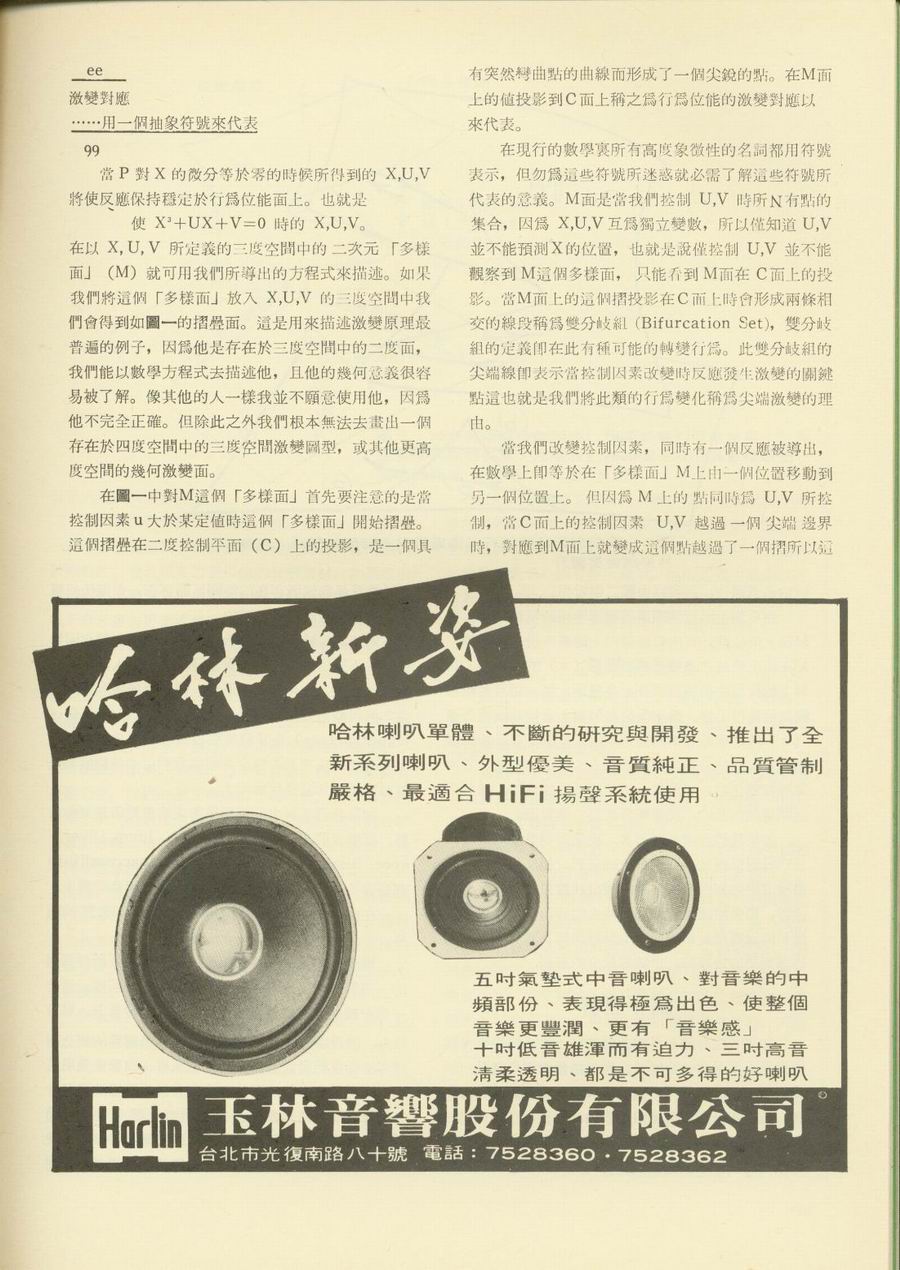 ee
激變對應
……用一個抽象符號來代表
99
當 P 對 X 的微分等於零的時候所得到的 X,U,V
將使反應保持穩定於行爲位能面上。也就是
使 X³+UX+V=0 時的 X,U,V。
在以 X, U, V 所定義的三度空間中的 二次元 「多樣
面」（M）就可用我們所導出的方程式來描述。如果
我們將這個「多樣面」放入 X,U,V 的三度空間中我
們會得到如圖一的摺疊面。這是用來描述激變原理最
普遍的例子，因爲他是存在於三度空間中的二度面，
我們能以數學方程式去描述他，且他的幾何意義很容
易被了解。像其他的人一樣我並不願意使用他，因爲
他不完全正確。但除此之外我們根本無法去畫出一個
存在於四度空間中的三度空間激變圖型，或其他更高
度空間的幾何激變面。
在圖一中對M這個「多樣面」首先要注意的是當
控制因素 u 大於某定値時這個「多樣面」開始摺疊。
這個摺疊在二度控制平面（C）上的投影，是一個具
有突然彎曲點的曲線而形成了一個尖銳的點。在M面
上的値投影到C面上稱之爲行爲位能的激變對應以
來代表。
在現行的數學裏所有高度象徵性的名詞都用符號
表示，但勿爲這些符號所迷惑就必需了解這些符號所
代表的意義。M面是當我們控制 U,V 時所N有點的
集合，因爲 X,U,V 互爲獨立變數，所以僅知道 U,V
並不能預測X的位置，也就是說僅控制 U,V 並不能
觀察到 M這個多樣面， 只能看到 M面在 C面上的投
影。當M面上的這個摺投影在C面上時會形成兩條相
交的線段稱爲雙分歧組 (Bifurcation Set)，雙分歧
組的定義卽在此有種可能的轉變行爲。此雙分歧組的
尖端線卽表示當控制因素改變時反應發生激變的關鍵
點這也就是我們將此類的行爲變化稱爲尖端激變的理
由。
當我們改變控制因素，同時有一個反應被導出，
在數學上卽等於在「多樣面」M上由一個位置移動到
另一個位置上。 但因爲 M 上的 點同時爲 U,V 所控
制，當C面上的控制因素 U,V 越過 一個 尖端 邊界
時，對應到M面上就變成這個點越過了一個摺所以這
哈林新姿
哈林喇叭單體、不斷的研究與開發、推出了全
新系列喇叭、外型優美、音質純正、品質管制
嚴格、最適合 HiFi 揚聲系統使用。
五吋氣墊式中音喇叭、對音樂的中
頻部份、表現得極爲出色、使整個
音樂更豐潤、更有「音樂感」
十吋低音雄渾而有迫力、三吋高音
淸柔透明、都是不可多得的好喇叭
Harlin 玉林音響股份有限公司
台北市光復南路八十號 電話：7528360・7528362